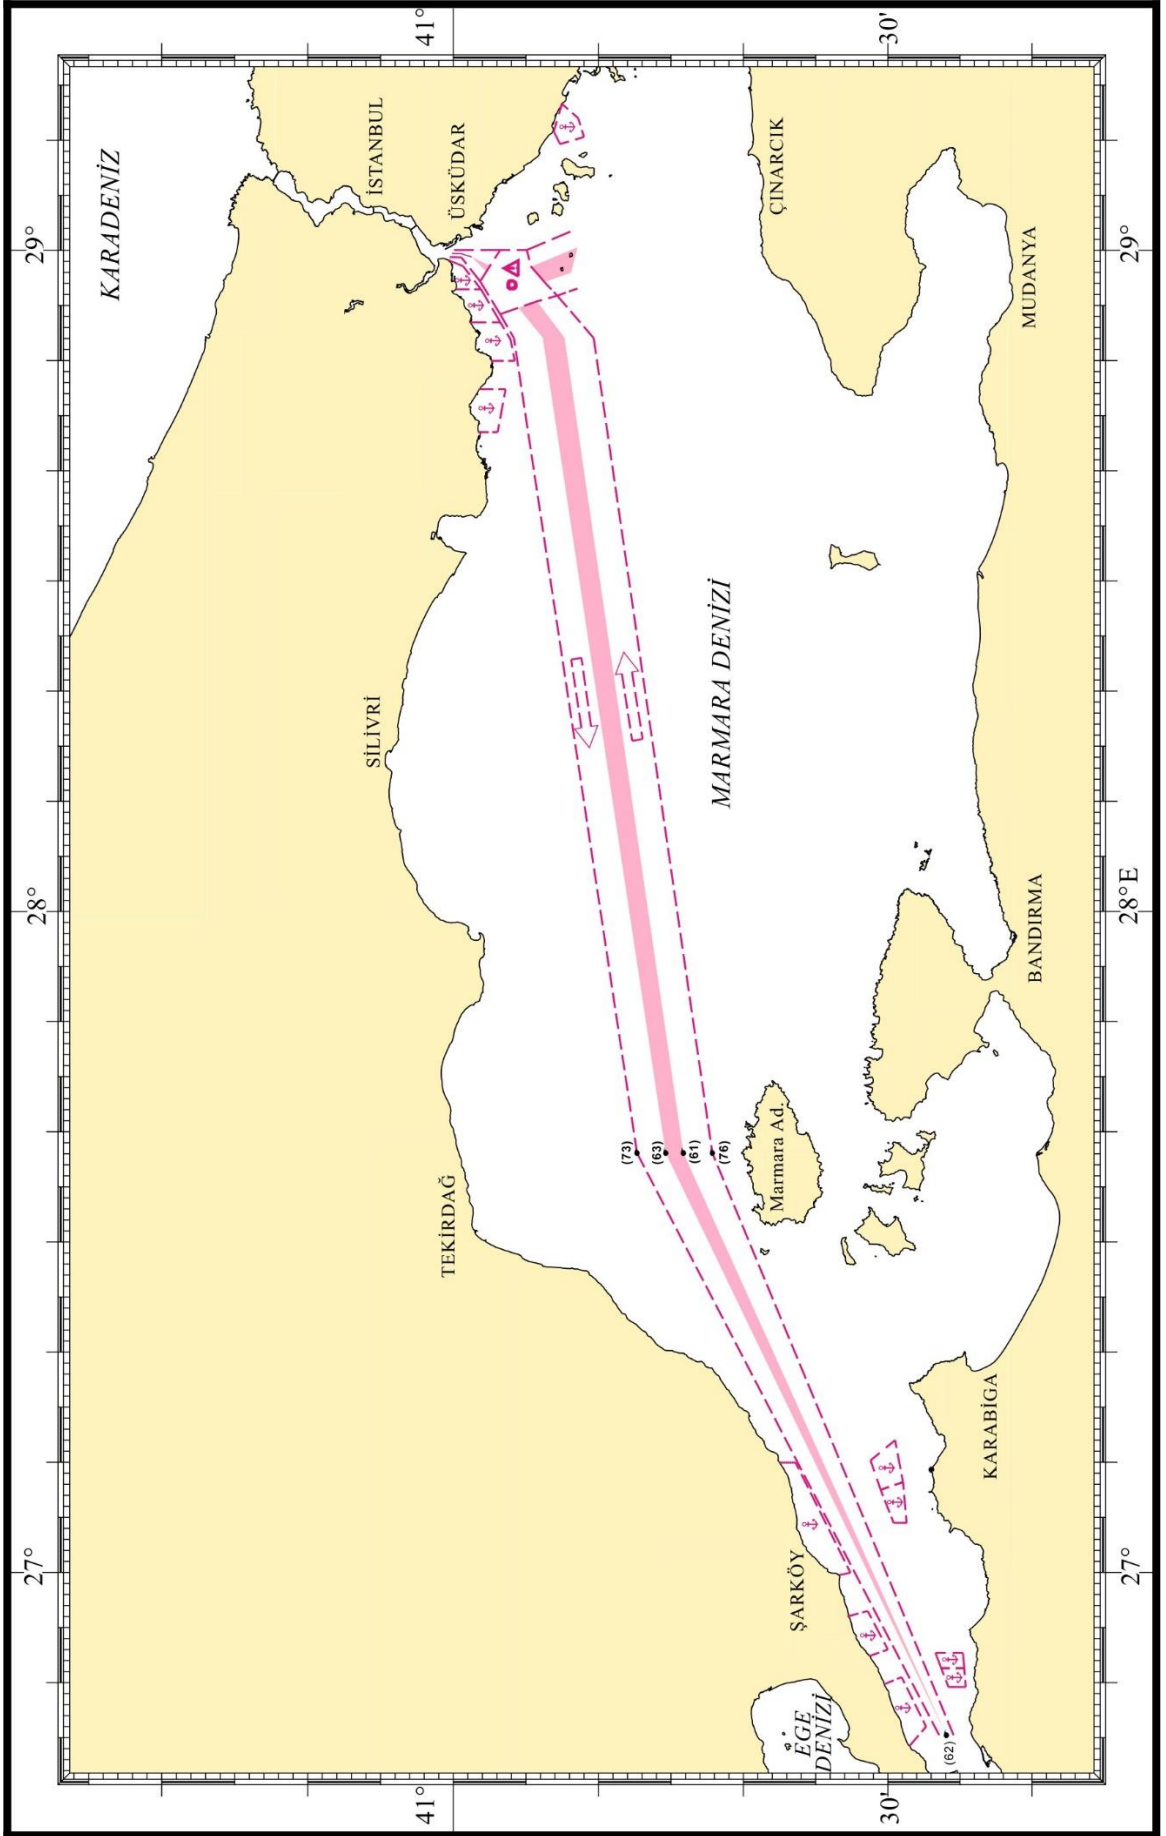 KARADENİZ
İSTANBUL
ÜSKÜDAR
ÇINARCIK
MUDANYA
SİLİVRİ
MARMARA DENİZİ
TEKİRDAĞ
BANDIRMA
Marmara Ad.
KARABİGA
ŞARKÖY
EGE
DENİZİ
(73)
(63)
(61)
(76)
(62)
27°
28°
29°
27°
28°E
29°
41°
30'
41°
30'